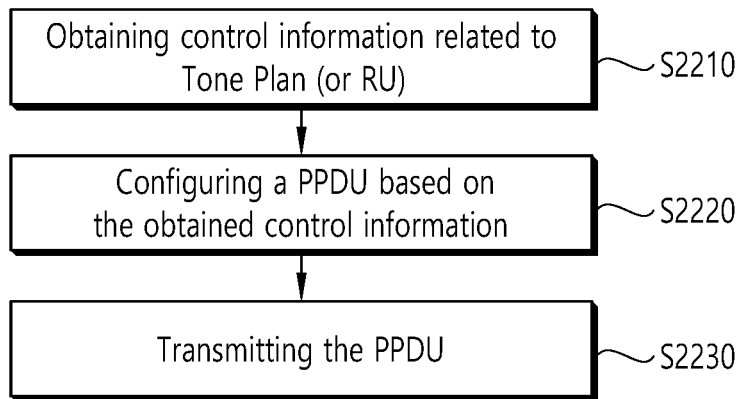 Obtaining control information related to
Tone Plan (or RU)
S2210
Configuring a PPDU based on
the obtained control information
S2220
Transmitting the PPDU
S2230